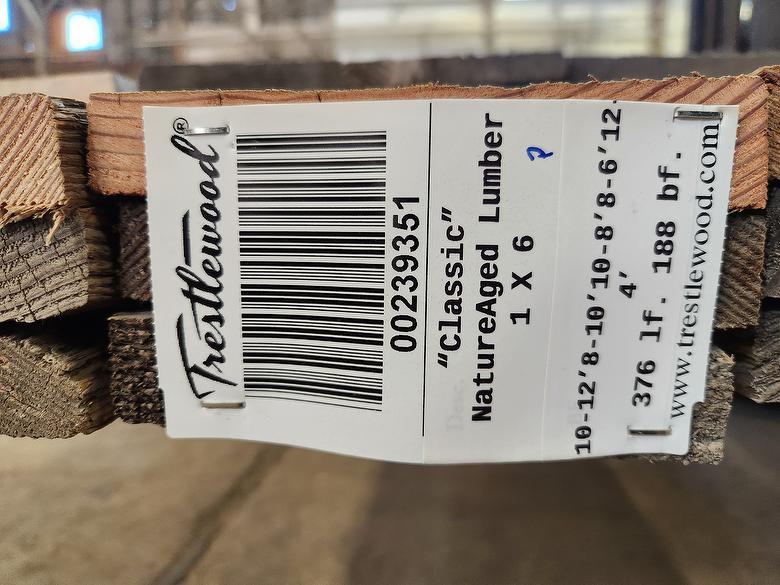 Trestlewood®
00239351
“Classic”
NatureAged Lumber
1 X 6
P
10-12’8-10’10-8’8-6’12-
4’
376 lf. 188 bf.
www.trestlewood.com